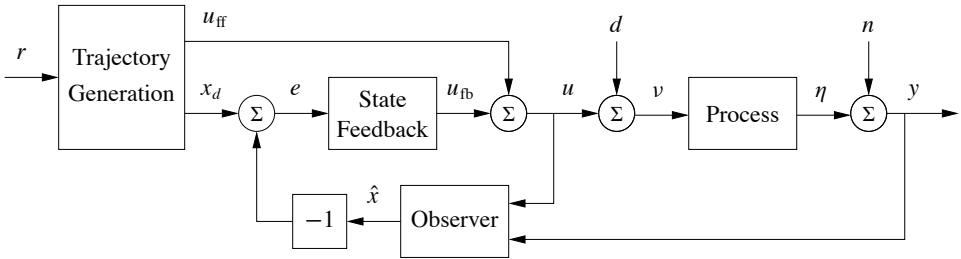 u_ff
d
n
r
Trajectory
Generation
x_d
Σ
e
State
Feedback
u_fb
Σ
u
Σ
ν
Process
η
Σ
y
−1
x̂
Observer